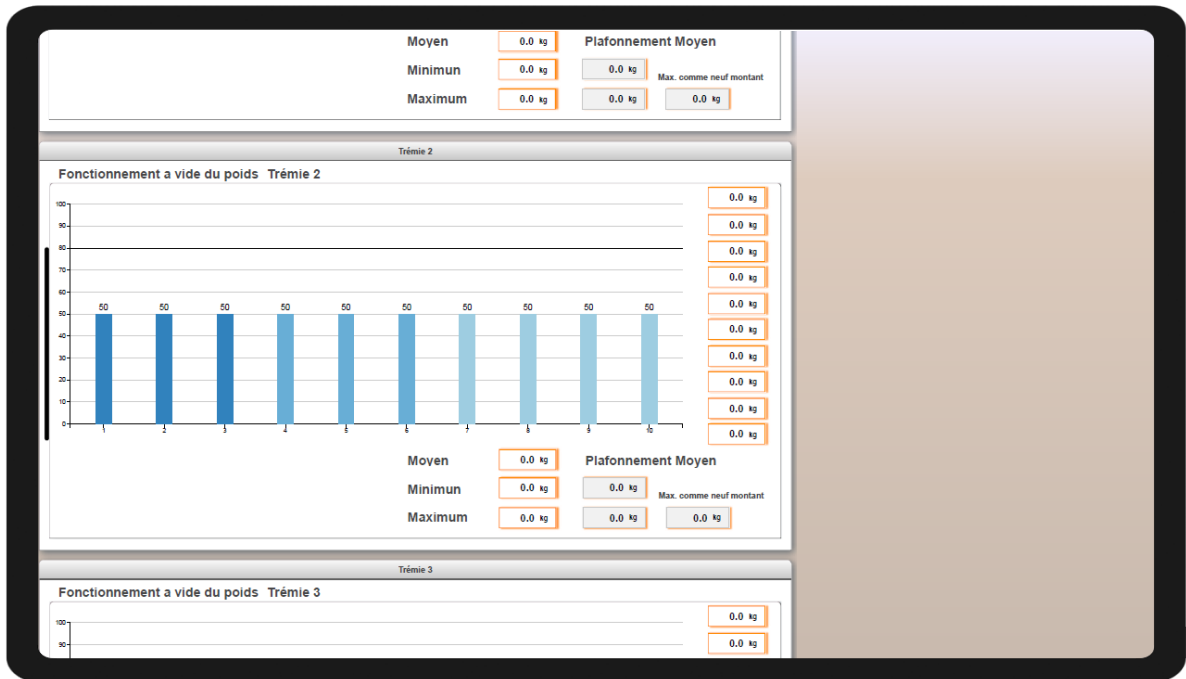 Moyen 0.0 kg Plafonnement Moyen
Minimun 0.0 kg 0.0 kg Max. comme neuf montant
Maximum 0.0 kg 0.0 kg 0.0 kg
Trémie 2
Fonctionnement a vide du poids Trémie 2
0.0 kg
0.0 kg
0.0 kg
0.0 kg
0.0 kg
0.0 kg
0.0 kg
0.0 kg
0.0 kg
0.0 kg
100
90
80
70
60
50
40
30
20
10
0
50 50 50 50 50 50 50 50 50 50
1 2 3 4 5 6 7 8 9 10
Moyen 0.0 kg Plafonnement Moyen
Minimun 0.0 kg 0.0 kg Max. comme neuf montant
Maximum 0.0 kg 0.0 kg 0.0 kg
Trémie 3
Fonctionnement a vide du poids Trémie 3
0.0 kg
0.0 kg
100
90